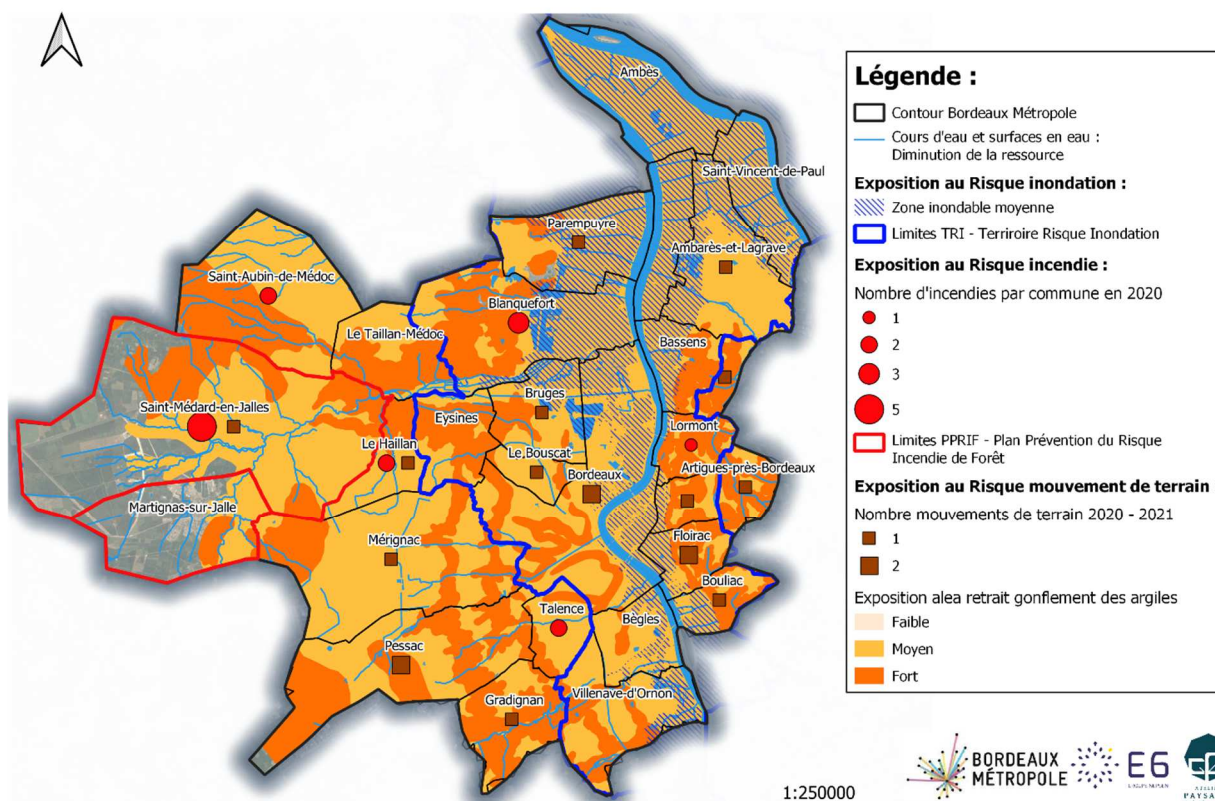 Ambès
Saint-Vincent-de-Paul
Parempuyre
Ambarès-et-Lagrave
Saint-Aubin-de-Médoc
Blanquefort
Le Taillan-Médoc
Bassens
Bruges
Saint-Médard-en-Jalles
Eysines
Lormont
Le Haillan
Le Bouscat
Artigues-près-Bordeaux
Bordeaux
Martignas-sur-Jalle
Mérignac
Floirac
Bouliac
Talence
Bègles
Pessac
Villenave-d'Ornon
Gradignan
1:250000
Légende :
Contour Bordeaux Métropole
Cours d'eau et surfaces en eau :
Diminution de la ressource
Exposition au Risque inondation :
Zone inondable moyenne
Limites TRI - Terriroire Risque Inondation
Exposition au Risque incendie :
Nombre d'incendies par commune en 2020
1
2
3
5
Limites PPRIF - Plan Prévention du Risque
Incendie de Forêt
Exposition au Risque mouvement de terrain
Nombre mouvements de terrain 2020 - 2021
1
2
Exposition alea retrait gonflement des argiles
Faible
Moyen
Fort
BORDEAUX
MÉTROPOLE
E6